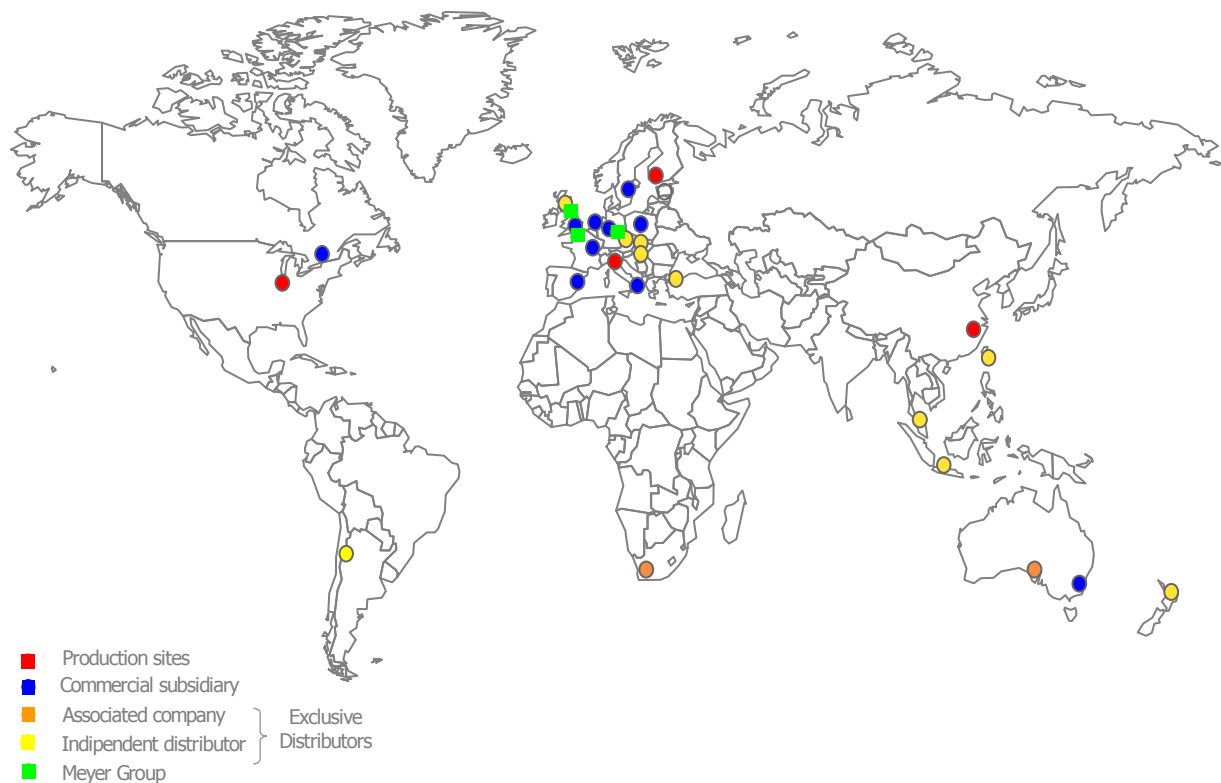 Production sites
Commercial subsidiary
Associated company
Indipendent distributor
Exclusive
Distributors
Meyer Group